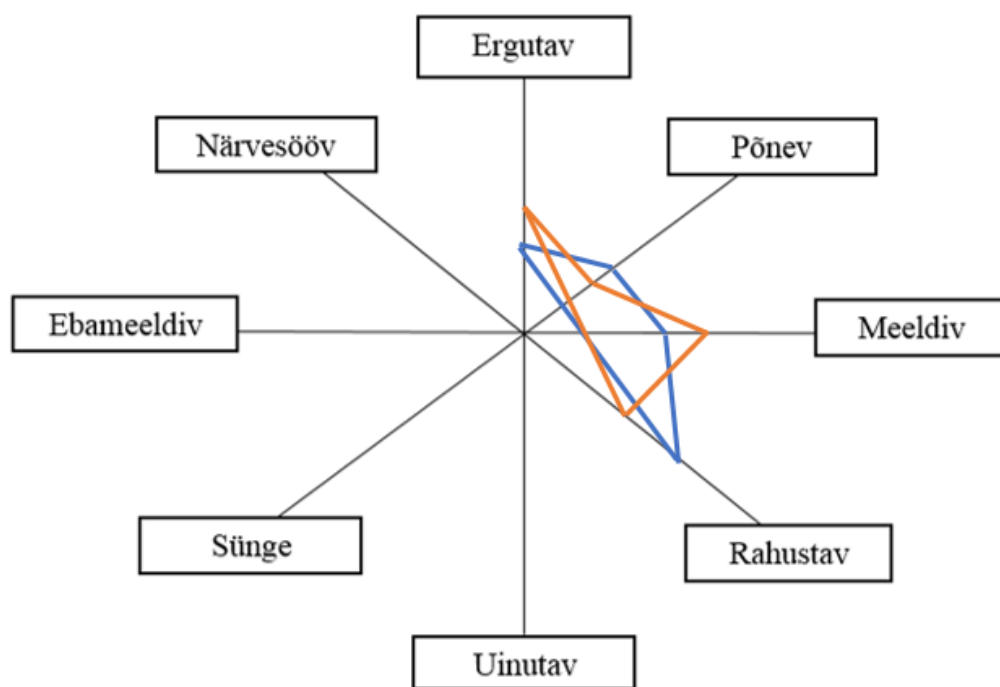 Ergutav
Närvesööv
Põnev
Ebameeldiv
Meeldiv
Sünge
Rahustav
Uinutav